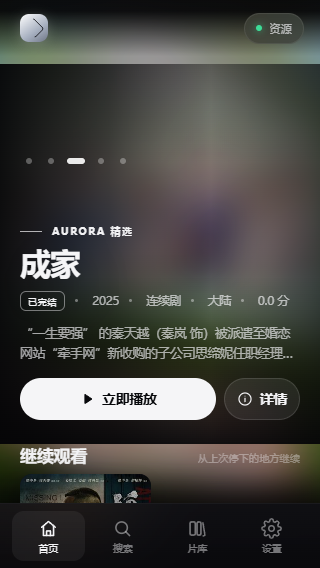 资源
AURORA 精选
成家
已完结 · 2025 · 连续剧 · 大陆 · 0.0 分
“一生要强” 的秦天越（秦岚 饰）被派遣至婚恋
网站“牵手网”新收购的子公司思缔妮任职经理...
立即播放
详情
继续观看
从上次停下的地方继续
首页
搜索
片库
设置